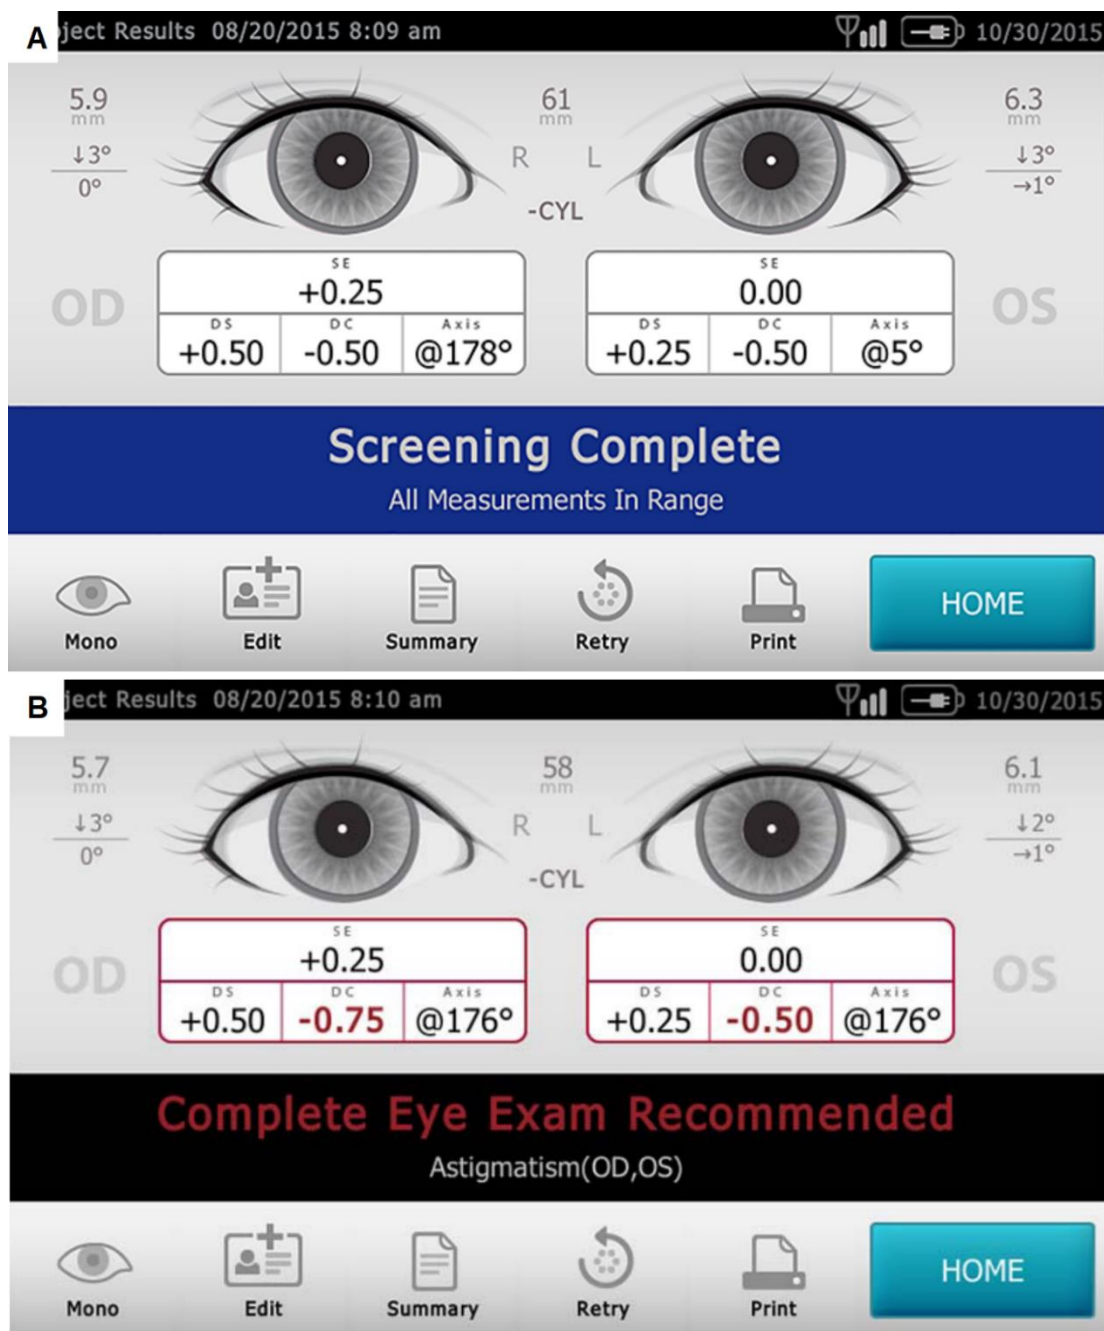 A ject Results 08/20/2015 8:09 am 10/30/2015
5.9 mm 61 mm 6.3 mm
↓3° R L ↓3°
0° →1°
-CYL
OD SE +0.25 SE 0.00 OS
DS DC Axis DS DC Axis
+0.50 -0.50 @178° +0.25 -0.50 @5°
Screening Complete
All Measurements In Range
Mono Edit Summary Retry Print HOME
B ject Results 08/20/2015 8:10 am 10/30/2015
5.7 mm 58 mm 6.1 mm
↓3° R L ↓2°
0° →1°
-CYL
OD SE +0.25 SE 0.00 OS
DS DC Axis DS DC Axis
+0.50 -0.75 @176° +0.25 -0.50 @176°
Complete Eye Exam Recommended
Astigmatism(OD,OS)
Mono Edit Summary Retry Print HOME